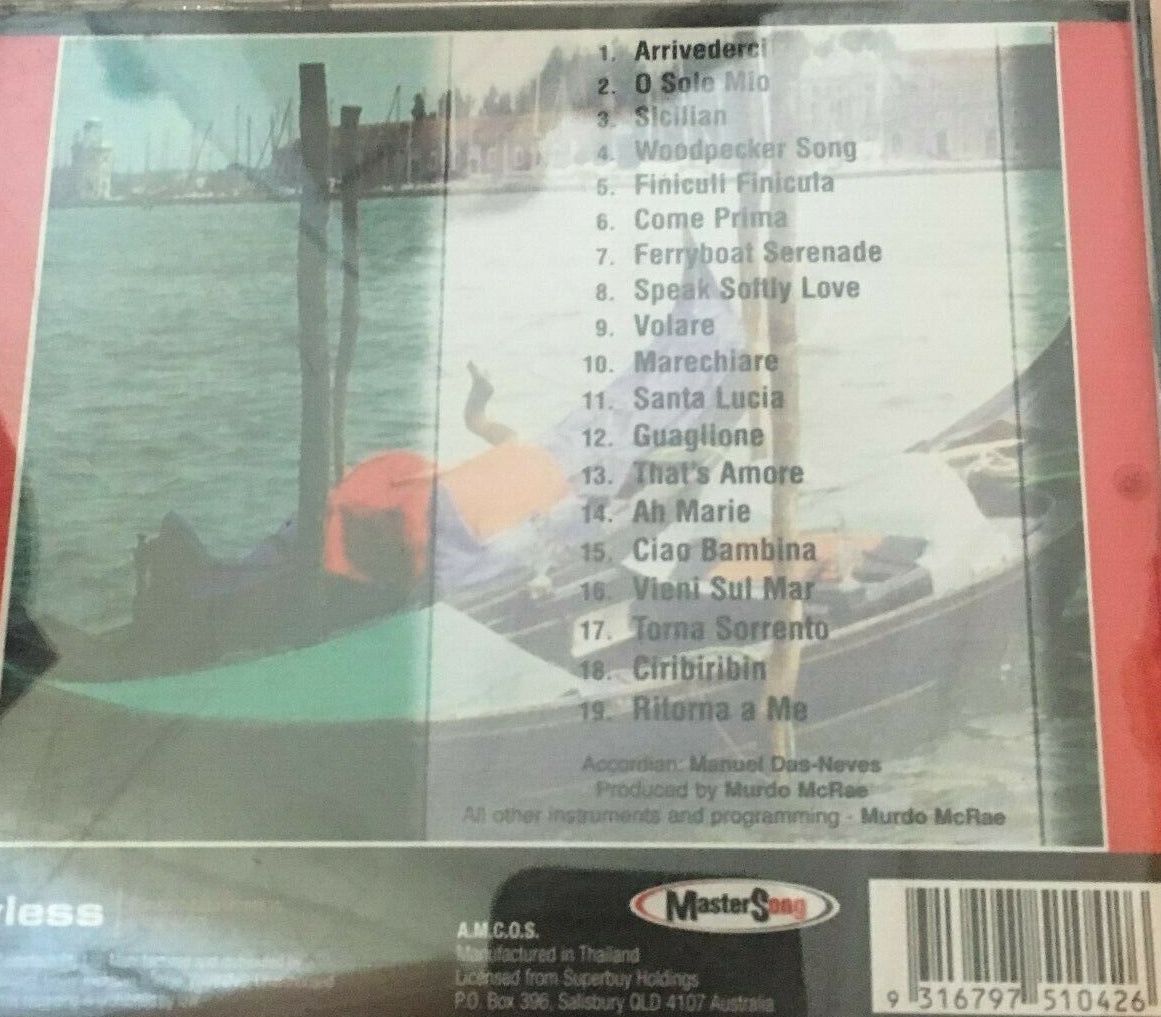 1. Arrivederci
2. O Sole Mio
3. Sicilian
4. Woodpecker Song
5. Finiculi Finicula
6. Come Prima
7. Ferryboat Serenade
8. Speak Softly Love
9. Volare
10. Marechiare
11. Santa Lucia
12. Guaglione
13. That's Amore
14. Ah Marie
15. Ciao Bambina
16. Vieni Sul Mar
17. Torna Sorrento
18. Ciribiribin
19. Ritorna a Me
Accordian: Manuel Das-Neves
Produced by Murdo McRae
All other instruments and programming - Murdo McRae
MasterSong
A.M.C.O.S.
Manufactured in Thailand
Licensed from Superbuy Holdings
P.O. Box 396, Salisbury QLD 4107 Australia
9 316797 510426